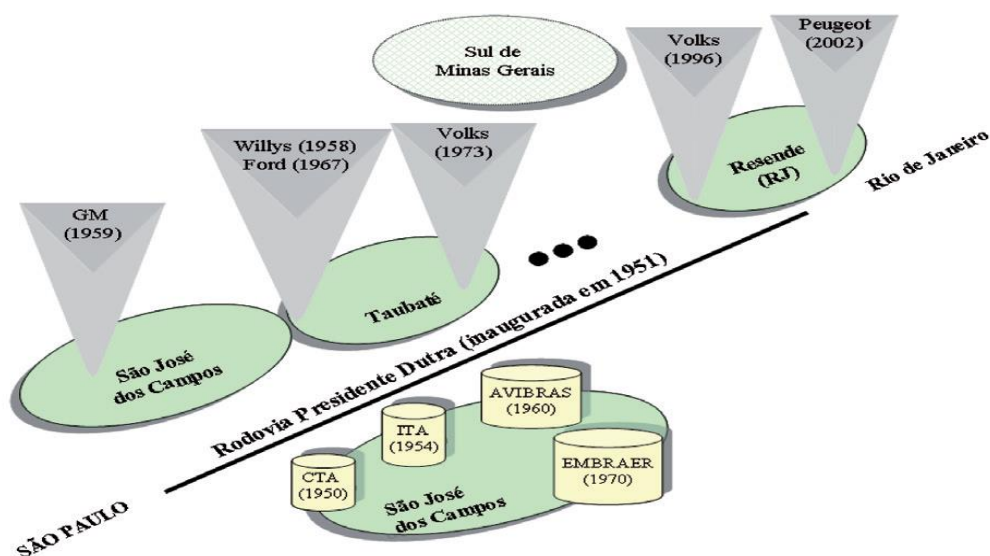 Sul de
Minas Gerais
Volks
(1996)
Peugeot
(2002)
Willys (1958)
Ford (1967)
Volks
(1973)
GM
(1959)
Resende
(RJ)
Rio de Janeiro
Taubaté
São José
dos Campos
Rodovia Presidente Dutra (inaugurada em 1951)
AVIBRAS
(1960)
ITA
(1954)
EMBRAER
(1970)
CTA
(1950)
São José
dos Campos
SÃO PAULO